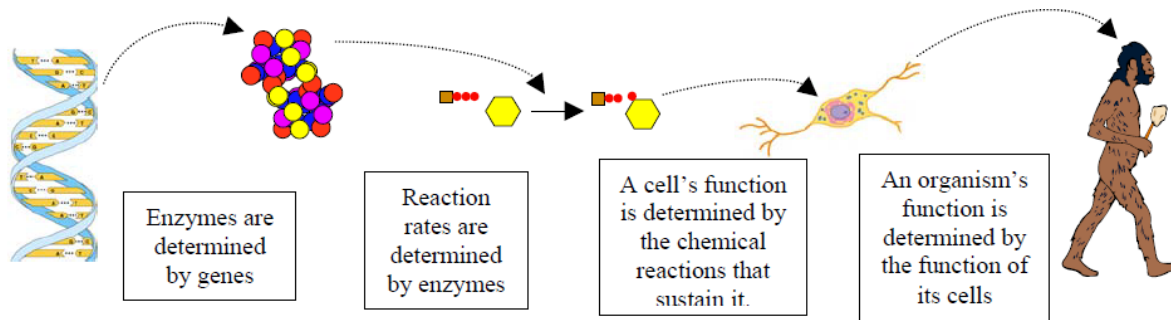 Enzymes are
determined
by genes
Reaction
rates are
determined
by enzymes
A cell's function
is determined by
the chemical
reactions that
sustain it.
An organism's
function is
determined by
the function of
its cells